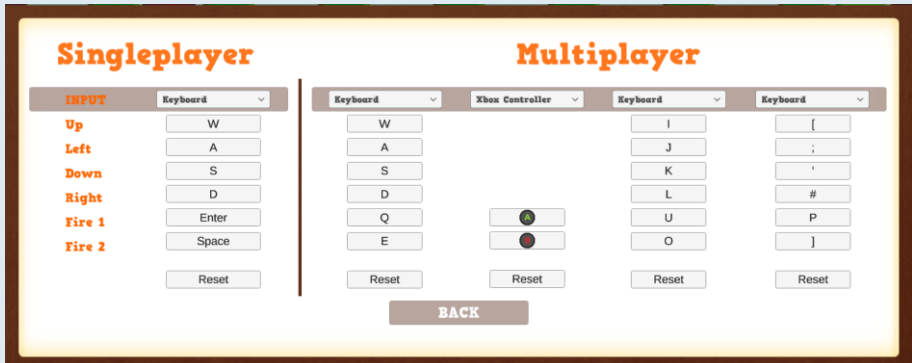 Singleplayer Multiplayer
INPUT Keyboard Keyboard Xbox Controller Keyboard Keyboard
Up W W I [
Left A A J ;
Down S S K '
Right D D L #
Fire 1 Enter Q A U P
Fire 2 Space E B O ]
Reset Reset Reset Reset Reset
BACK